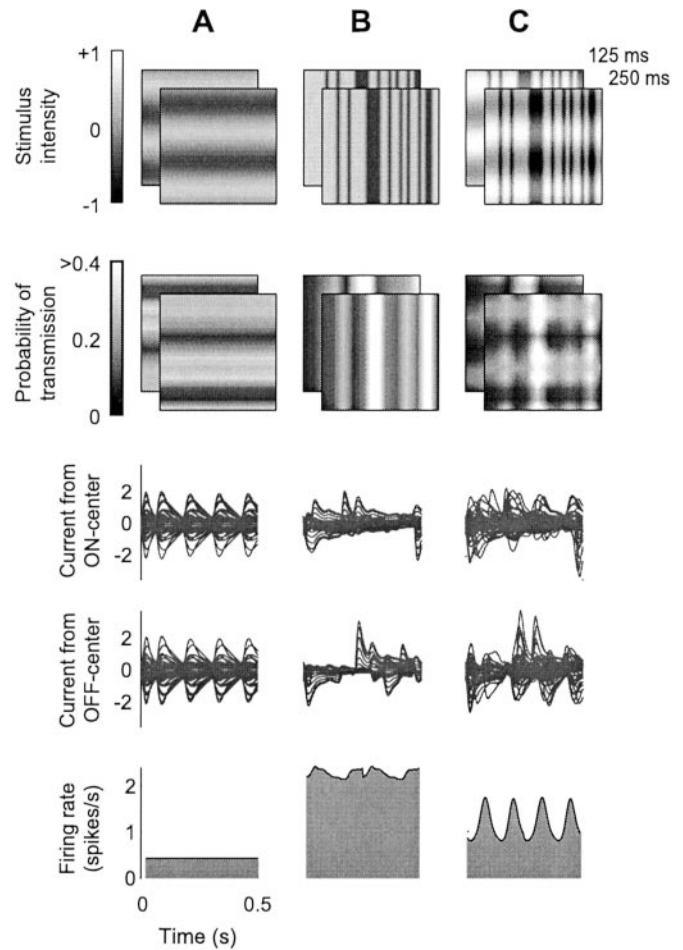 A B C
125 ms
250 ms
Stimulus
intensity
+1
0
-1
Probability of
transmission
>0.4
0.2
0
Current from
ON-center
2
0
-2
Current from
OFF-center
2
0
-2
Firing rate
(spikes/s)
2
1
0
0 0.5
Time (s)